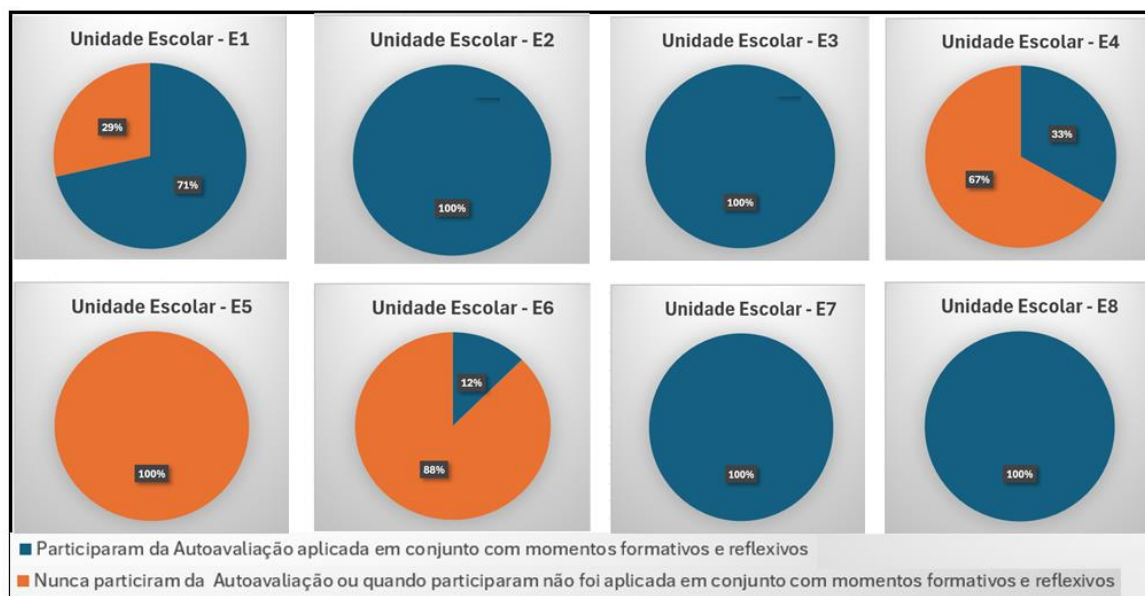 Unidade Escolar - E1
29%
71%
Unidade Escolar - E2
100%
Unidade Escolar - E3
100%
Unidade Escolar - E4
33%
67%
Unidade Escolar - E5
100%
Unidade Escolar - E6
12%
88%
Unidade Escolar - E7
100%
Unidade Escolar - E8
100%
Participaram da Autoavaliação aplicada em conjunto com momentos formativos e reflexivos
Nunca particiram da Autoavaliação ou quando participaram não foi aplicada em conjunto com momentos formativos e reflexivos